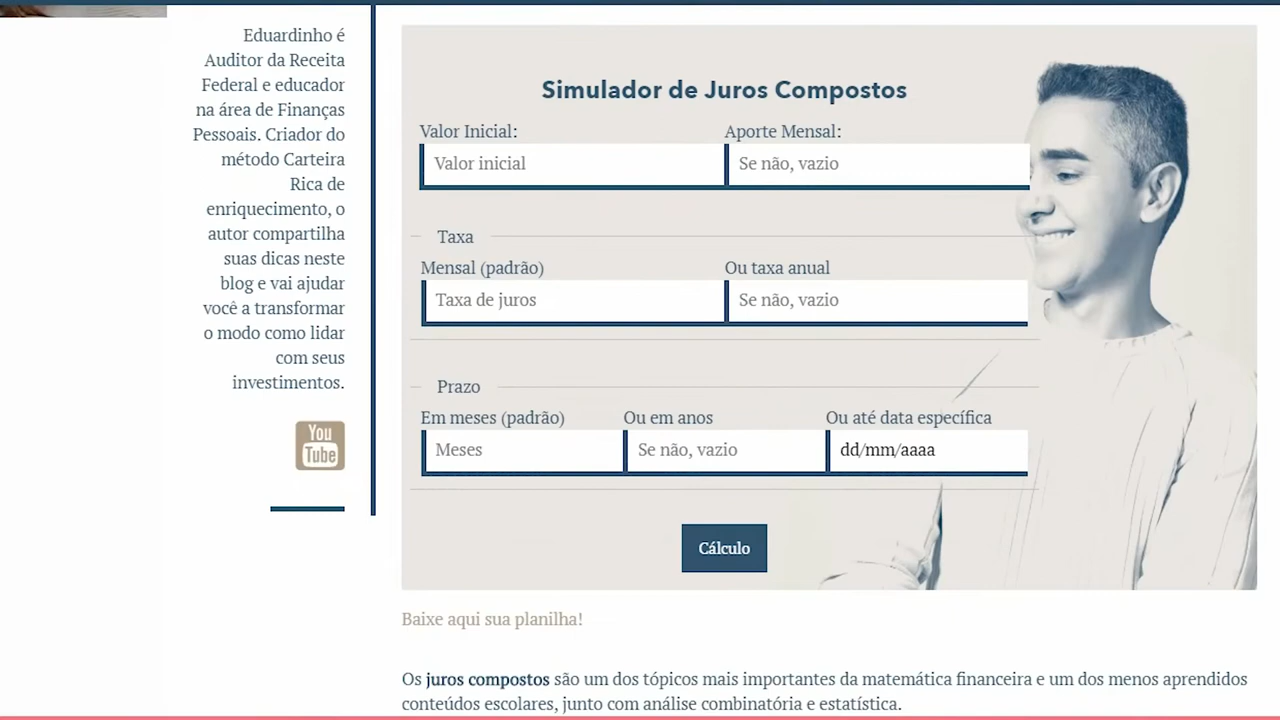 Eduardinho é
Auditor da Receita
Federal e educador
na área de Finanças
Pessoais. Criador do
método Carteira
Rica de
enriquecimento, o
autor compartilha
suas dicas neste
blog e vai ajudar
você a transformar
o modo como lidar
com seus
investimentos.
You
Tube
Simulador de Juros Compostos
Valor Inicial: Aporte Mensal:
Valor inicial Se não, vazio
Taxa
Mensal (padrão) Ou taxa anual
Taxa de juros Se não, vazio
Prazo
Em meses (padrão) Ou em anos Ou até data específica
Meses Se não, vazio dd/mm/aaaa
Cálculo
Baixe aqui sua planilha!
Os juros compostos são um dos tópicos mais importantes da matemática financeira e um dos menos aprendidos
conteúdos escolares, junto com análise combinatória e estatística.